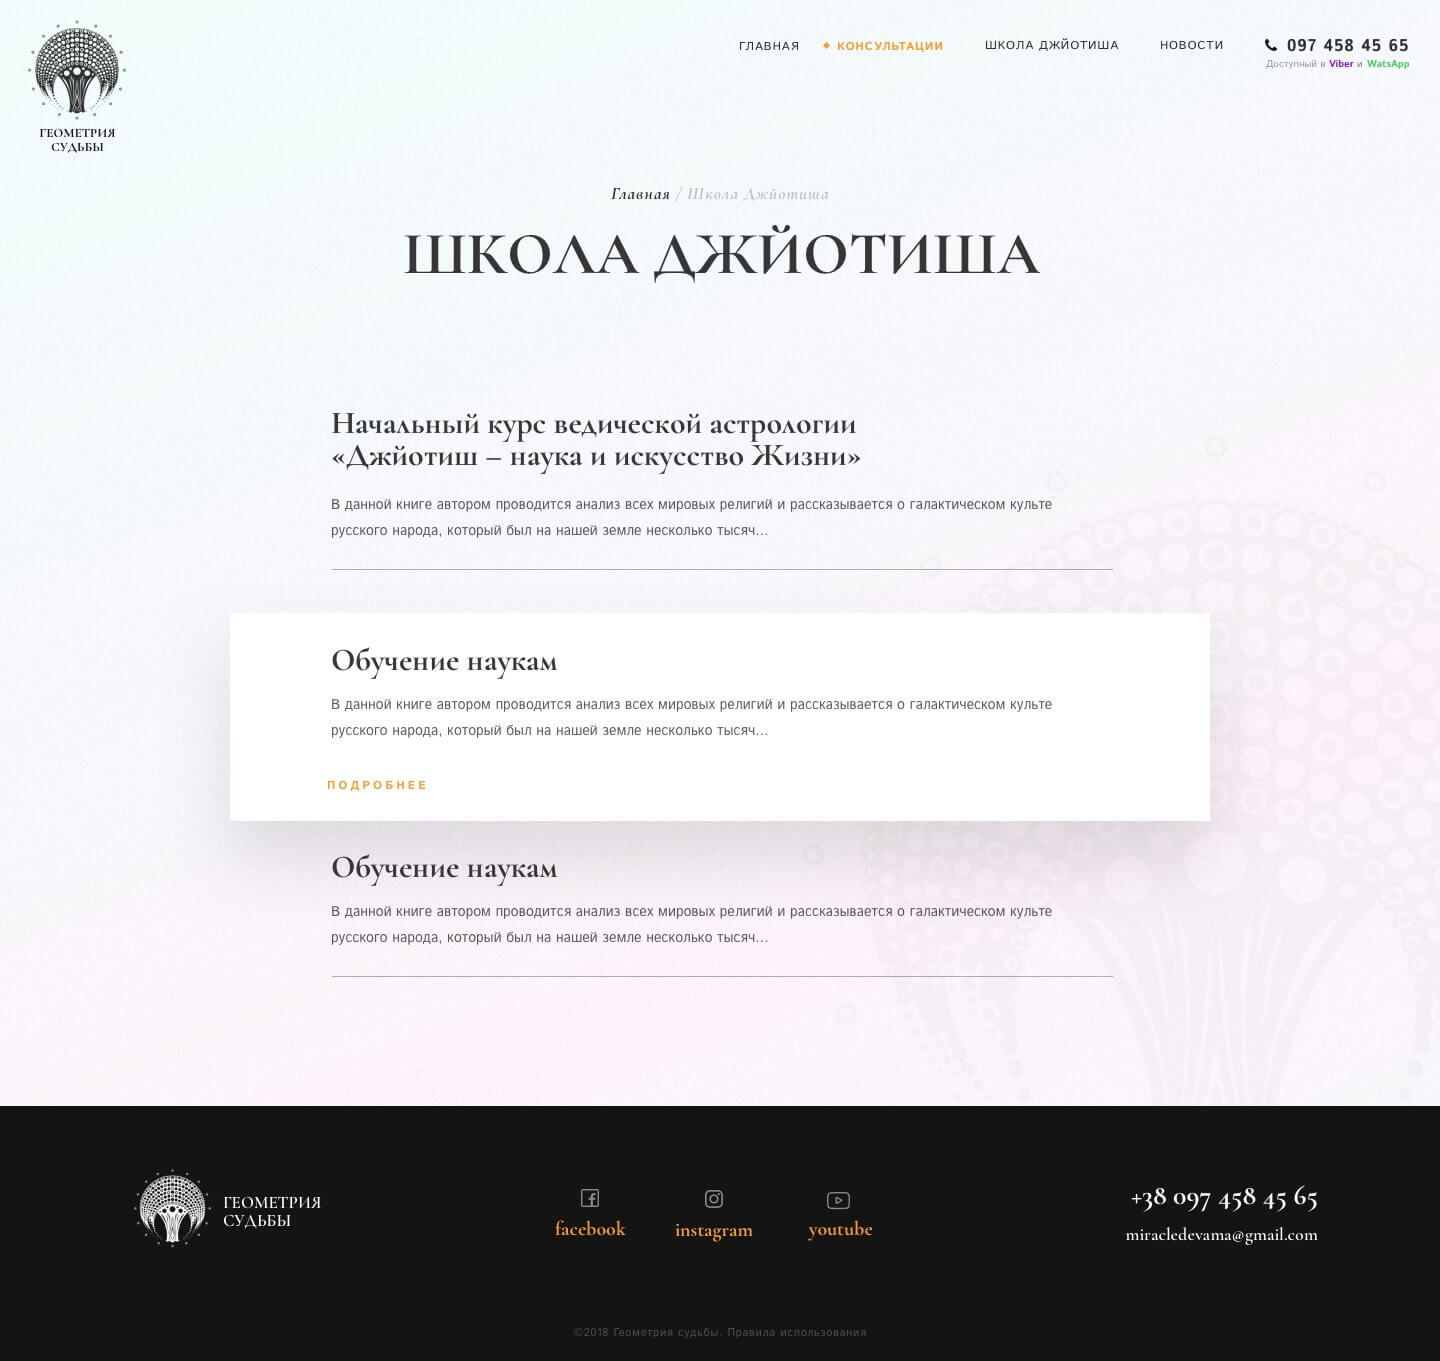 ГЛАВНАЯ
КОНСУЛЬТАЦИИ
ШКОЛА ДЖЙОТИША
НОВОСТИ
097 458 45 65
Доступный в Viber и WatsApp
ГЕОМЕТРИЯ
СУДЬБЫ
Главная / Школа Джйотиша
ШКОЛА ДЖЙОТИША
Начальный курс ведической астрологии
«Джйотиш – наука и искусство Жизни»
В данной книге автором проводится анализ всех мировых религий и рассказывается о галактическом культе
русского народа, который был на нашей земле несколько тысяч...
Обучение наукам
В данной книге автором проводится анализ всех мировых религий и рассказывается о галактическом культе
русского народа, который был на нашей земле несколько тысяч...
ПОДРОБНЕЕ
Обучение наукам
В данной книге автором проводится анализ всех мировых религий и рассказывается о галактическом культе
русского народа, который был на нашей земле несколько тысяч...
ГЕОМЕТРИЯ
СУДЬБЫ
facebook
instagram
youtube
+38 097 458 45 65
miracledevama@gmail.com
©2018 Геометрия судьбы. Правила использования